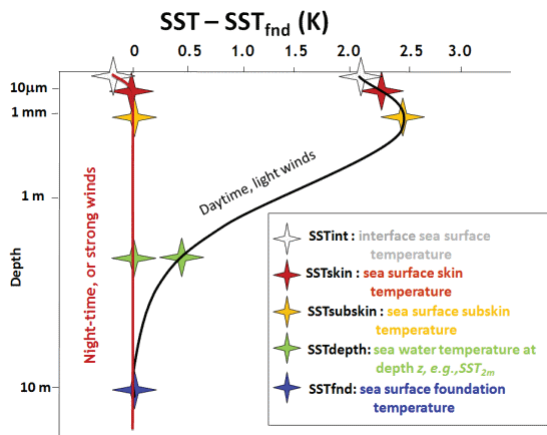 SST – SSTfnd (K)
0 0.5 1.0 1.5 2.0 2.5 3.0
10μm
1 mm
1 m
10 m
Depth
Night-time, or strong winds
Daytime, light winds
SSTint : interface sea surface
temperature
SSTskin : sea surface skin
temperature
SSTsubskin : sea surface subskin
temperature
SSTdepth: sea water temperature at
depth z, e.g.,SST2m
SSTfnd: sea surface foundation
temperature